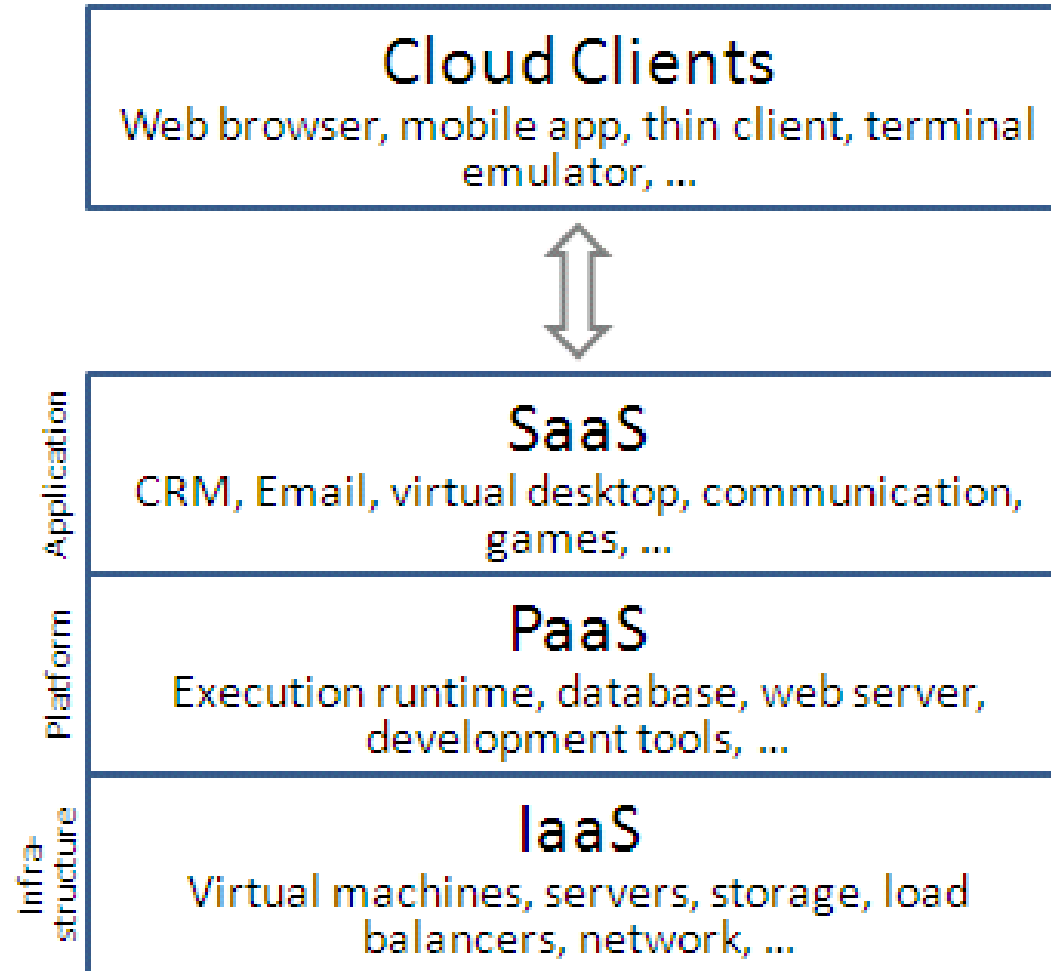 Cloud Clients
Web browser, mobile app, thin client, terminal
emulator, ...
Application
SaaS
CRM, Email, virtual desktop, communication,
games, ...
Platform
PaaS
Execution runtime, database, web server,
development tools, ...
Infra-
structure
IaaS
Virtual machines, servers, storage, load
balancers, network, ...